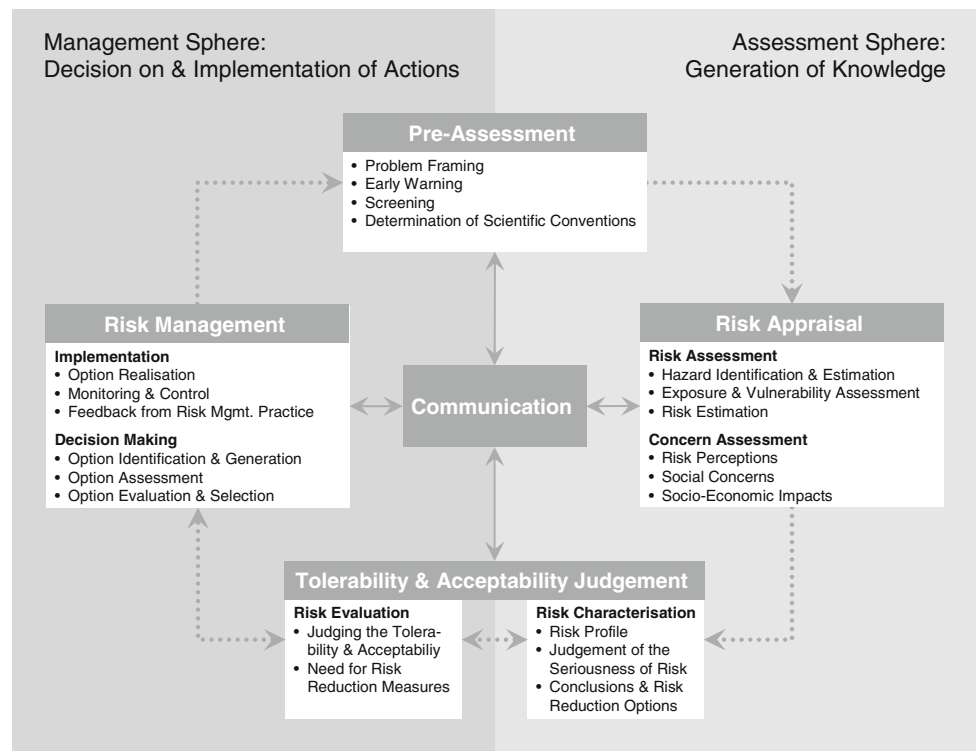 Management Sphere:
Decision on & Implementation of Actions
Assessment Sphere:
Generation of Knowledge
Pre-Assessment
• Problem Framing
• Early Warning
• Screening
• Determination of Scientific Conventions
Risk Management
Implementation
• Option Realisation
• Monitoring & Control
• Feedback from Risk Mgmt. Practice
Decision Making
• Option Identification & Generation
• Option Assessment
• Option Evaluation & Selection
Communication
Risk Appraisal
Risk Assessment
• Hazard Identification & Estimation
• Exposure & Vulnerability Assessment
• Risk Estimation
Concern Assessment
• Risk Perceptions
• Social Concerns
• Socio-Economic Impacts
Tolerability & Acceptability Judgement
Risk Evaluation
• Judging the Tolera-
bility & Acceptabiliy
• Need for Risk
Reduction Measures
Risk Characterisation
• Risk Profile
• Judgement of the
Seriousness of Risk
• Conclusions & Risk
Reduction Options